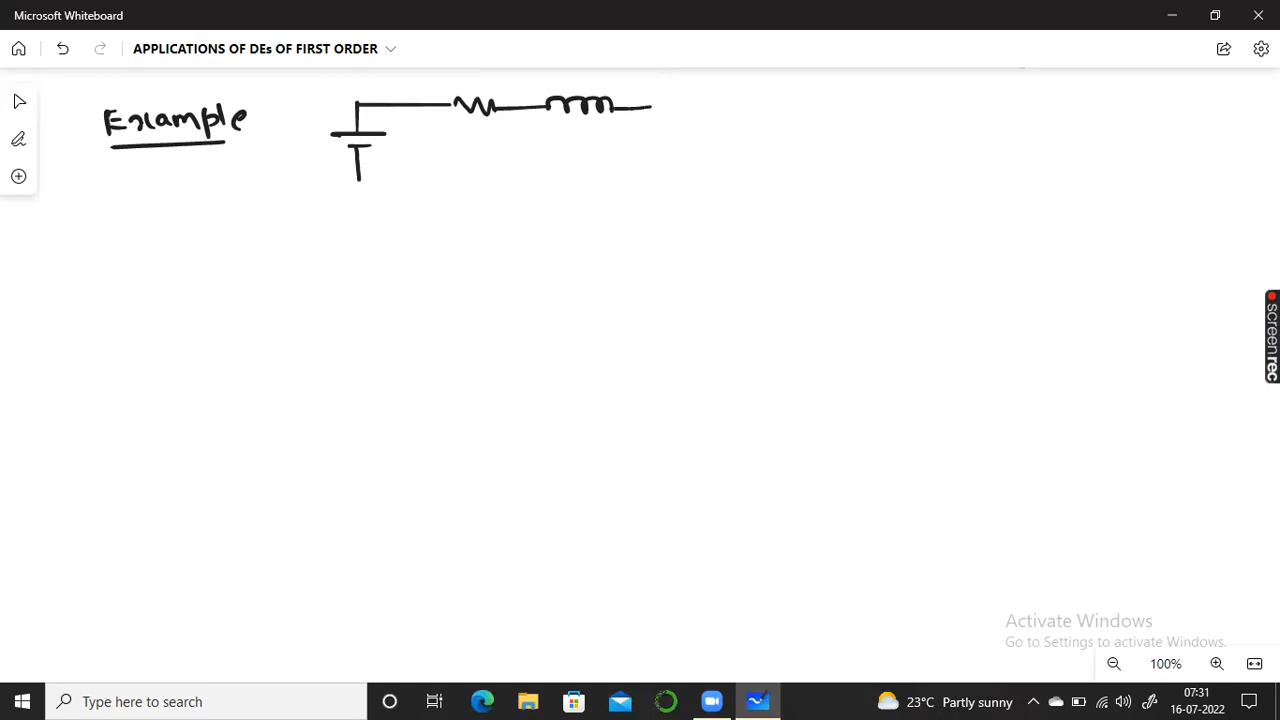 Microsoft Whiteboard
APPLICATIONS OF DEs OF FIRST ORDER
Example
screenrec
Activate Windows
Go to Settings to activate Windows.
100%
Type here to search
23°C Partly sunny
07:31
16-07-2022